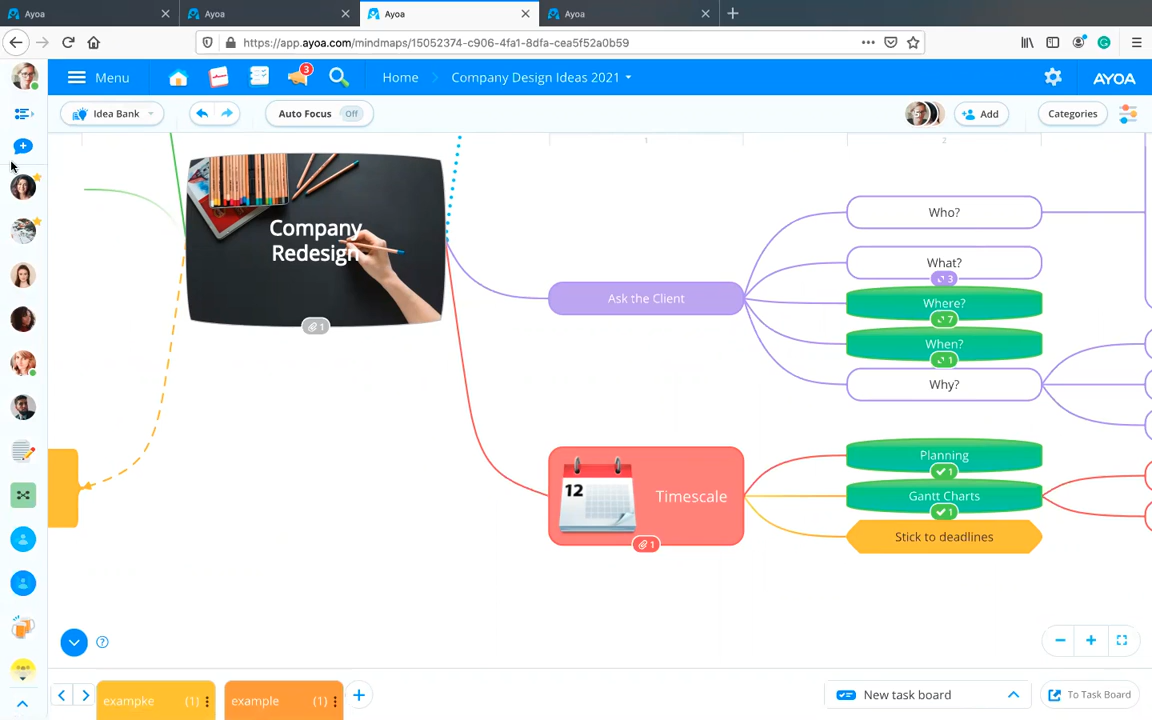 Ayoa
Ayoa
Ayoa
Ayoa
https://app.ayoa.com/mindmaps/15052374-c906-4fa1-8dfa-cea5f52a0b59
Menu
3
Home
Company Design Ideas 2021
AYOA
Idea Bank
Auto Focus
Off
Add
Categories
1
2
Company
Redesign
1
Ask the Client
Who?
What?
3
Where?
7
When?
1
Why?
12
Timescale
1
Planning
1
Gantt Charts
1
Stick to deadlines
exampke
(1)
example
(1)
New task board
To Task Board